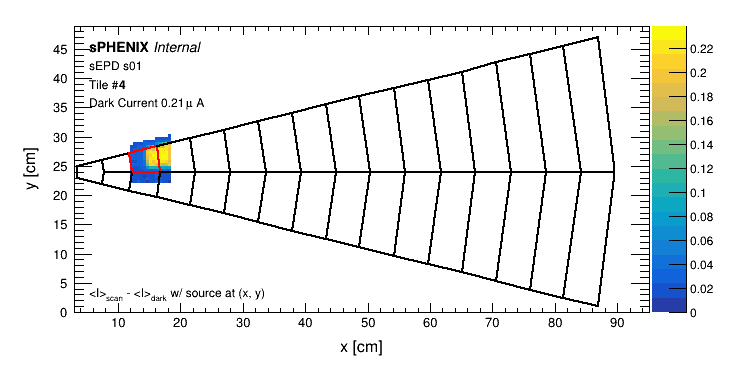 sPHENIX Internal
sEPD s01
Tile #4
Dark Current 0.21 μ A
<I>scan - <I>dark w/ source at (x, y)
y [cm]
45
40
35
30
25
20
15
10
5
0
10 20 30 40 50 60 70 80 90
x [cm]
0.22
0.2
0.18
0.16
0.14
0.12
0.1
0.08
0.06
0.04
0.02
0